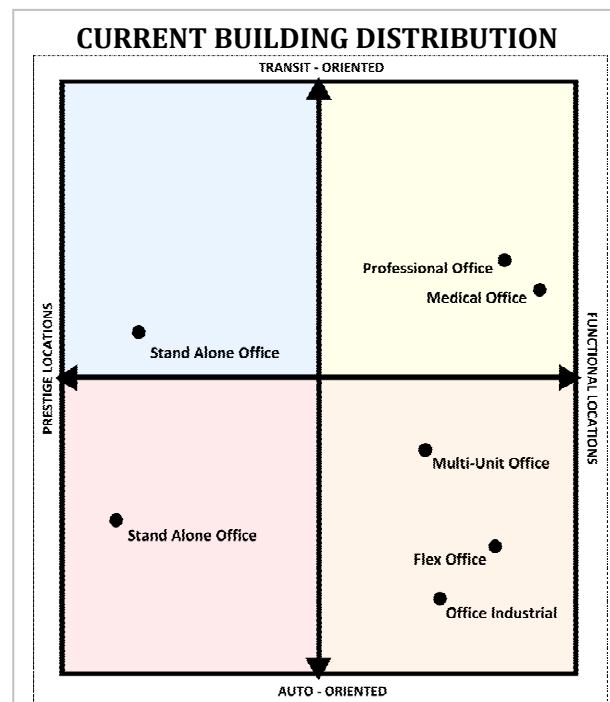 CURRENT BUILDING DISTRIBUTION
TRANSIT - ORIENTED
Professional Office
Medical Office
Stand Alone Office
PRESTIGE LOCATIONS
FUNCTIONAL LOCATIONS
Multi-Unit Office
Stand Alone Office
Flex Office
Office Industrial
AUTO - ORIENTED